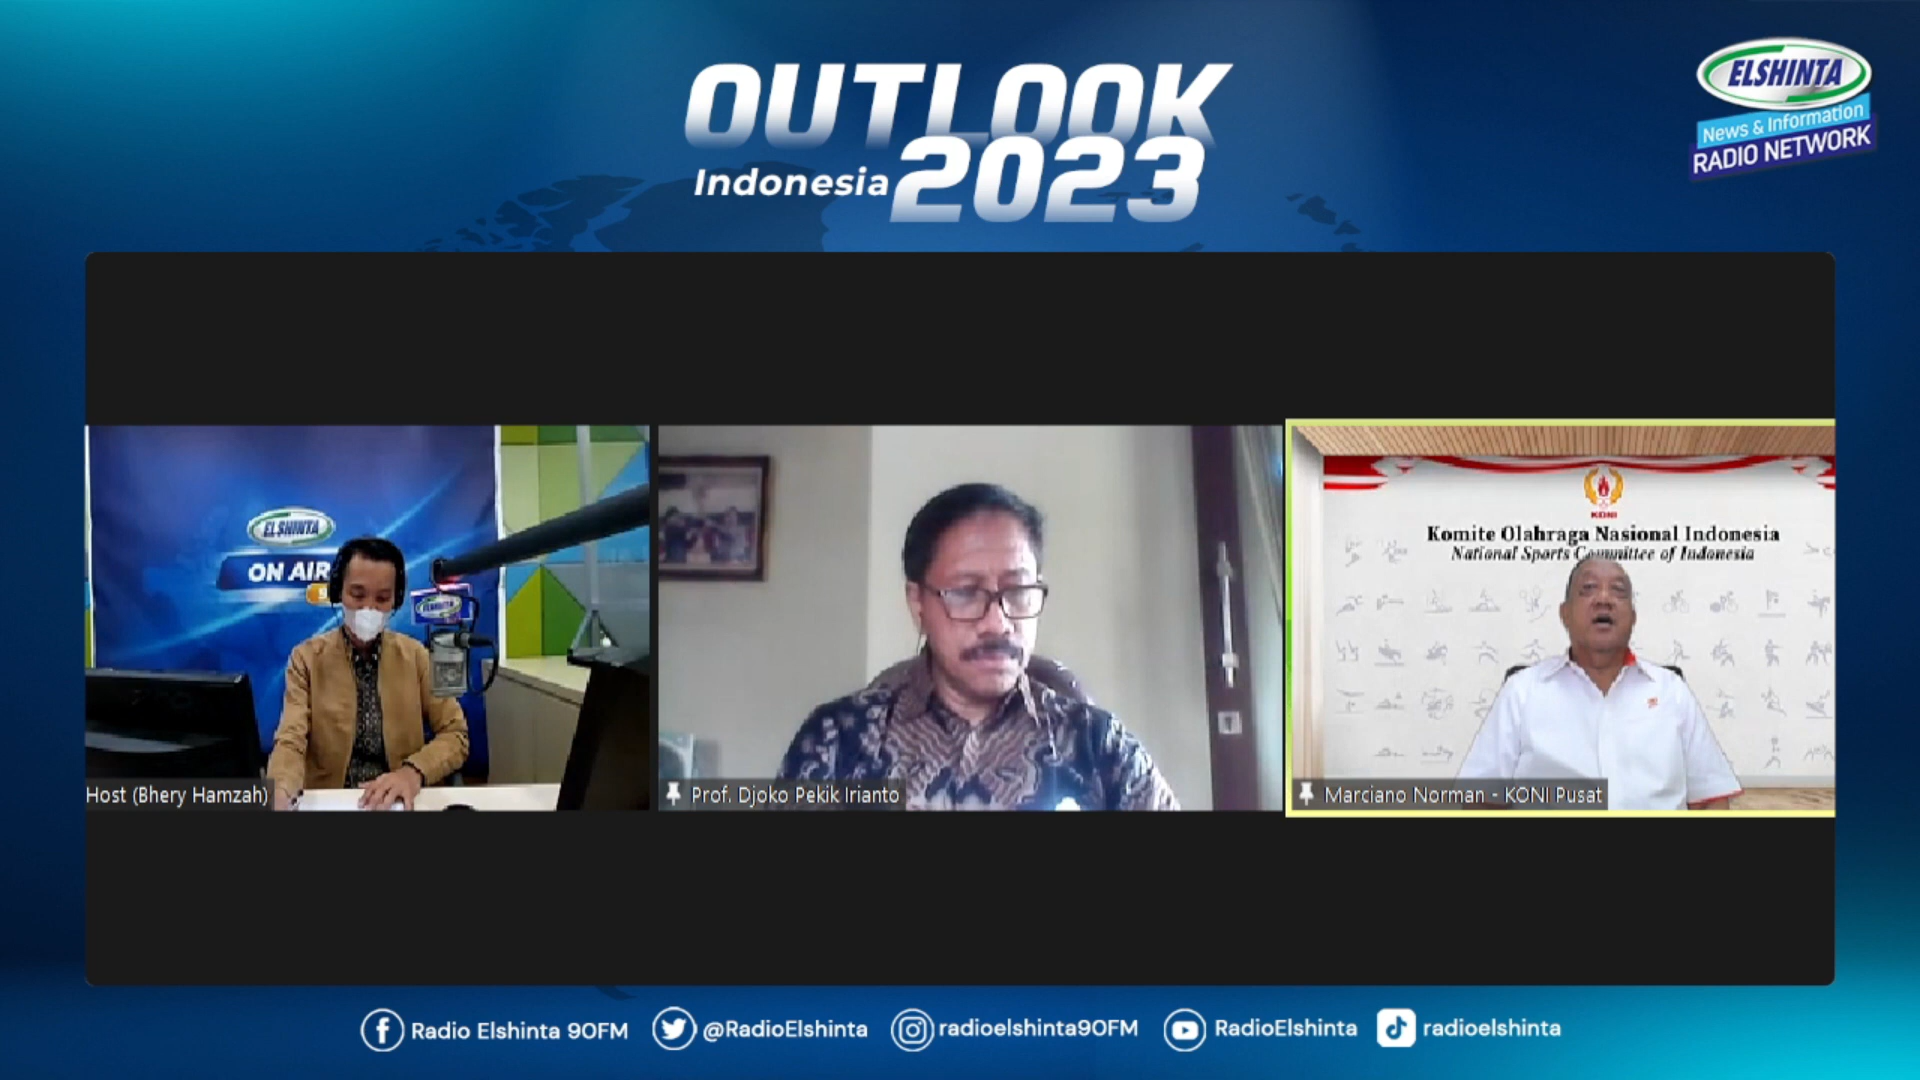 OUTLOOK
Indonesia 2023
ELSHINTA
News & Information
RADIO NETWORK
ELSHINTA
ON AIR
ELSHINTA
KONI
Komite Olahraga Nasional Indonesia
National Sports Committee of Indonesia
Host (Bhery Hamzah)
Prof. Djoko Pekik Irianto
Marciano Norman - KONI Pusat
Radio Elshinta 90FM
@RadioElshinta
radioelshinta90FM
RadioElshinta
radioelshinta